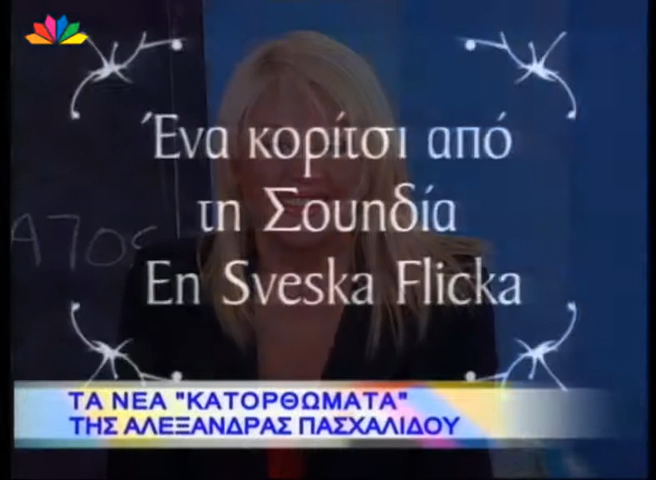 Ένα κορίτσι από
τη Σουηδία
En Sveska Flicka
ΤΑ ΝΕΑ "ΚΑΤΟΡΘΩΜΑΤΑ"
ΤΗΣ ΑΛΕΞΑΝΔΡΑΣ ΠΑΣΧΑΛΙΔΟΥ